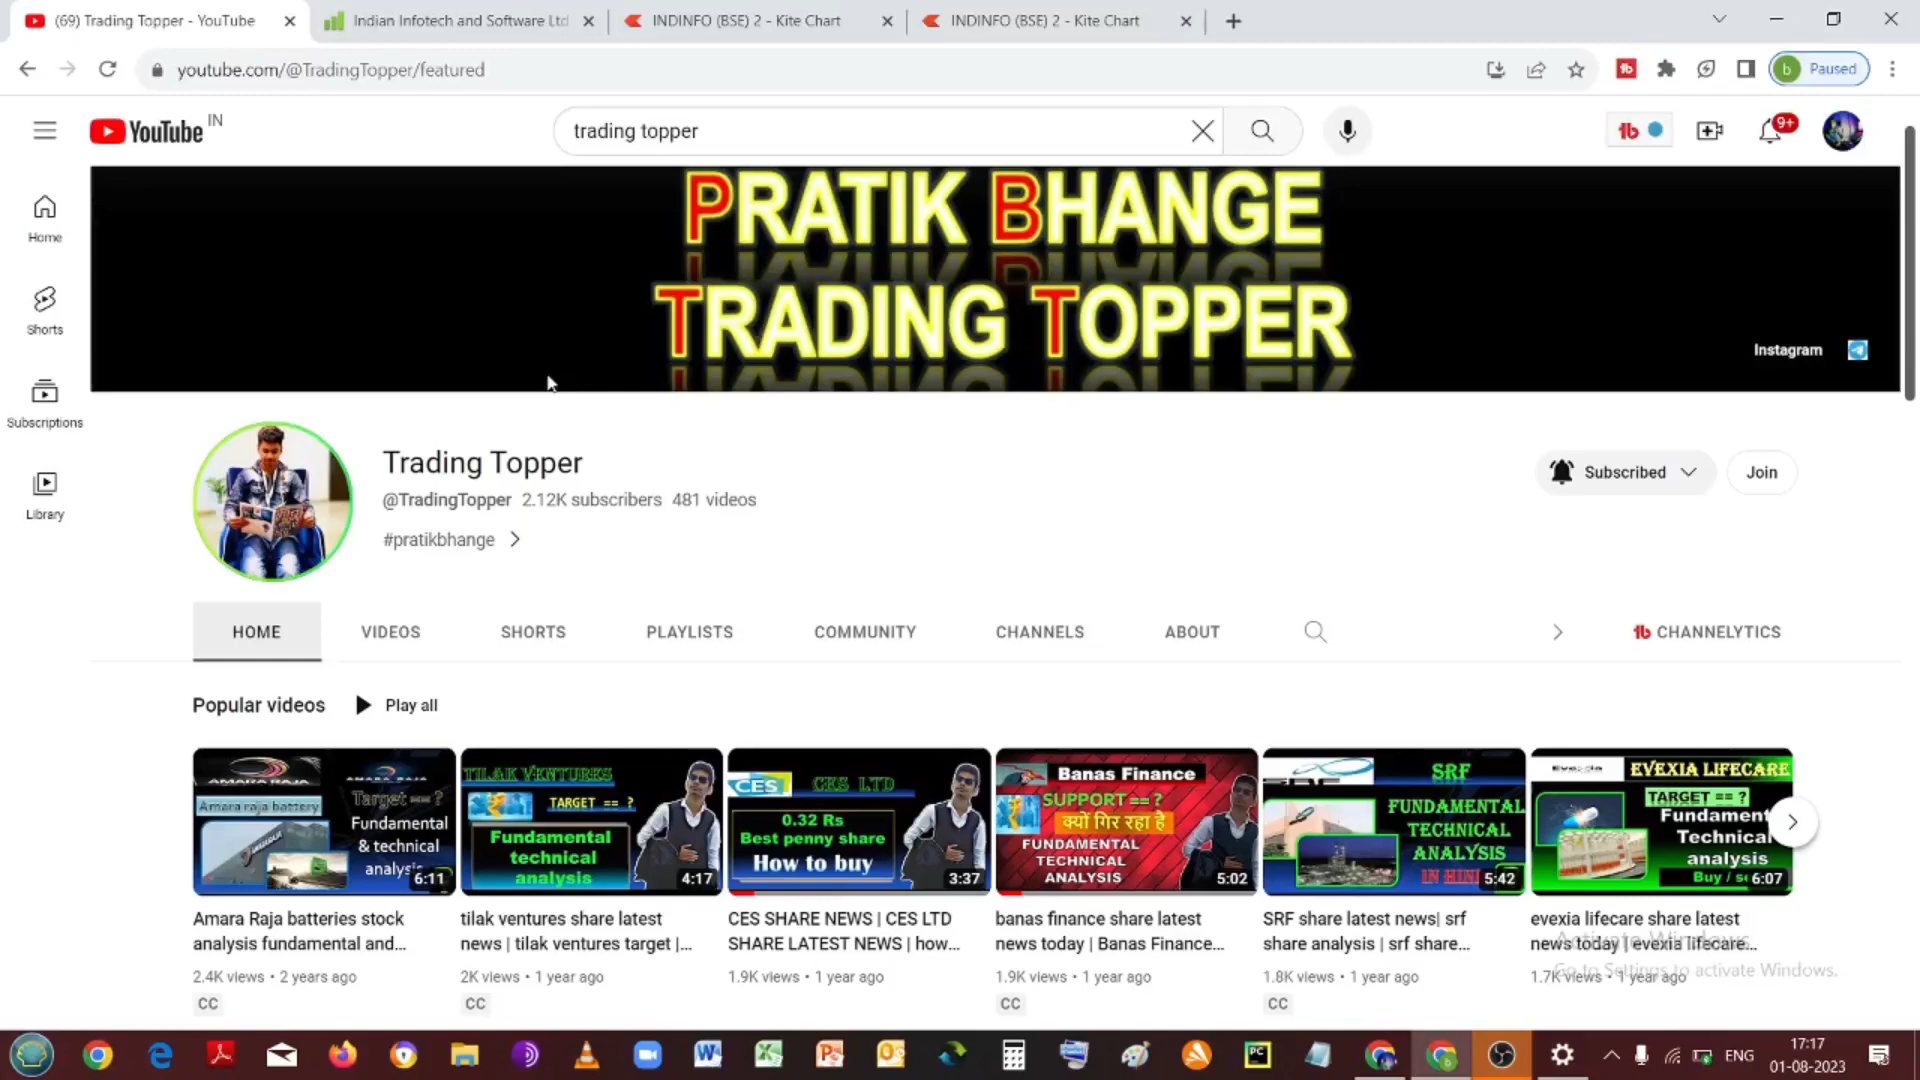 (69) Trading Topper - YouTube
Indian Infotech and Software Ltd
INDINFO (BSE) 2 - Kite Chart
INDINFO (BSE) 2 - Kite Chart
youtube.com/@TradingTopper/featured
b Paused
YouTube IN
trading topper
9+
PRATIK BHANGE
TRADING TOPPER
Instagram
Home
Shorts
Subscriptions
Library
Trading Topper
@TradingTopper 2.12K subscribers 481 videos
#pratikbhange
Subscribed
Join
HOME VIDEOS SHORTS PLAYLISTS COMMUNITY CHANNELS ABOUT CHANNELYTICS
Popular videos Play all
AMARA RAJA
Amara raja battery
Target == ?
Fundamental
& technical
analysis
6:11
TILAK VENTURES
TARGET == ?
Fundamental
technical
analysis
4:17
CES
CES LTD
0.32 Rs
Best penny share
How to buy
3:37
Banas Finance
SUPPORT == ?
क्यों गिर रहा है
FUNDAMENTAL
TECHNICAL
ANALYSIS
5:02
SRF
FUNDAMENTAL
TECHNICAL
ANALYSIS
IN HINDI
5:42
EVEXIA LIFECARE
TARGET == ?
Fundament
Technical
analysis
Buy / se
6:07
Amara Raja batteries stock
analysis fundamental and...
2.4K views • 2 years ago
CC
tilak ventures share latest
news | tilak ventures target |...
2K views • 1 year ago
CC
CES SHARE NEWS | CES LTD
SHARE LATEST NEWS | how...
1.9K views • 1 year ago
banas finance share latest
news today | Banas Finance...
1.9K views • 1 year ago
CC
SRF share latest news| srf
share analysis | srf share...
1.8K views • 1 year ago
CC
evexia lifecare share latest
news today | evexia lifecare...
1.7K views • 1 year ago
Activate Windows
Go to Settings to activate Windows.
ENG
17:17
01-08-2023